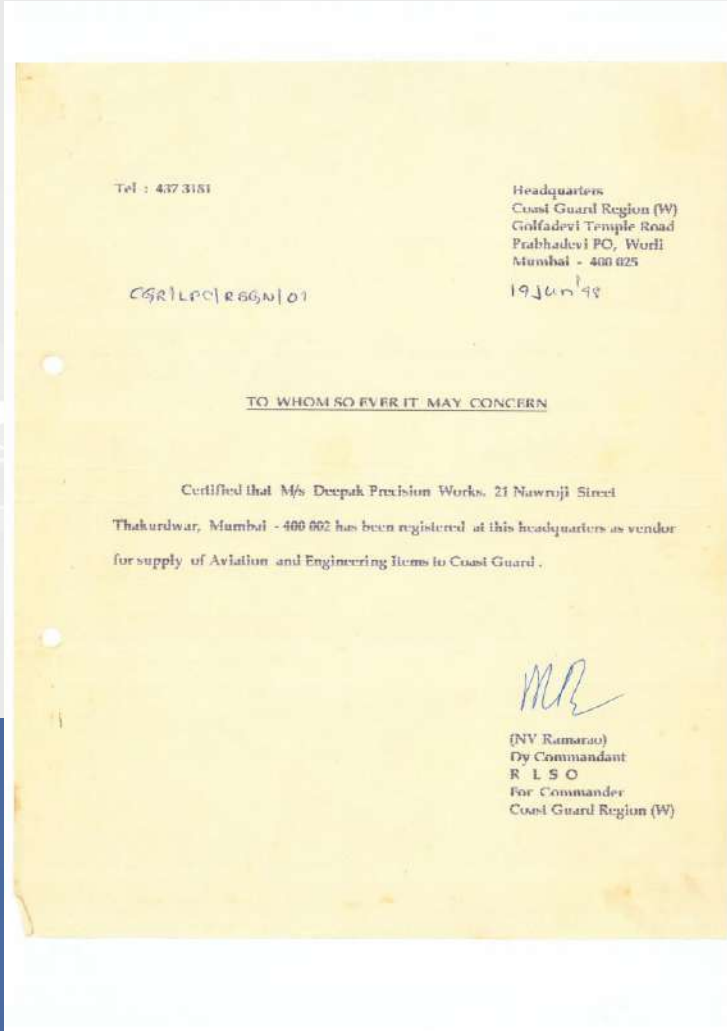 Tel : 437 3181
Headquarters
Coast Guard Region (W)
Golfadevi Temple Road
Prabhadevi PO, Worli
Mumbai - 400 025
CGR/LPC/REGN/01
19 Jun'98
TO WHOM SO EVER IT MAY CONCERN
Certified that M/s Deepak Precision Works. 21 Nawroji Street
Thakurdwar, Mumbai - 400 002 has been registered at this headquarters as vendor
for supply of Aviation and Engineering Items to Coast Guard .
(NV Ramarao)
Dy Commandant
R L S O
For Commander
Coast Guard Region (W)